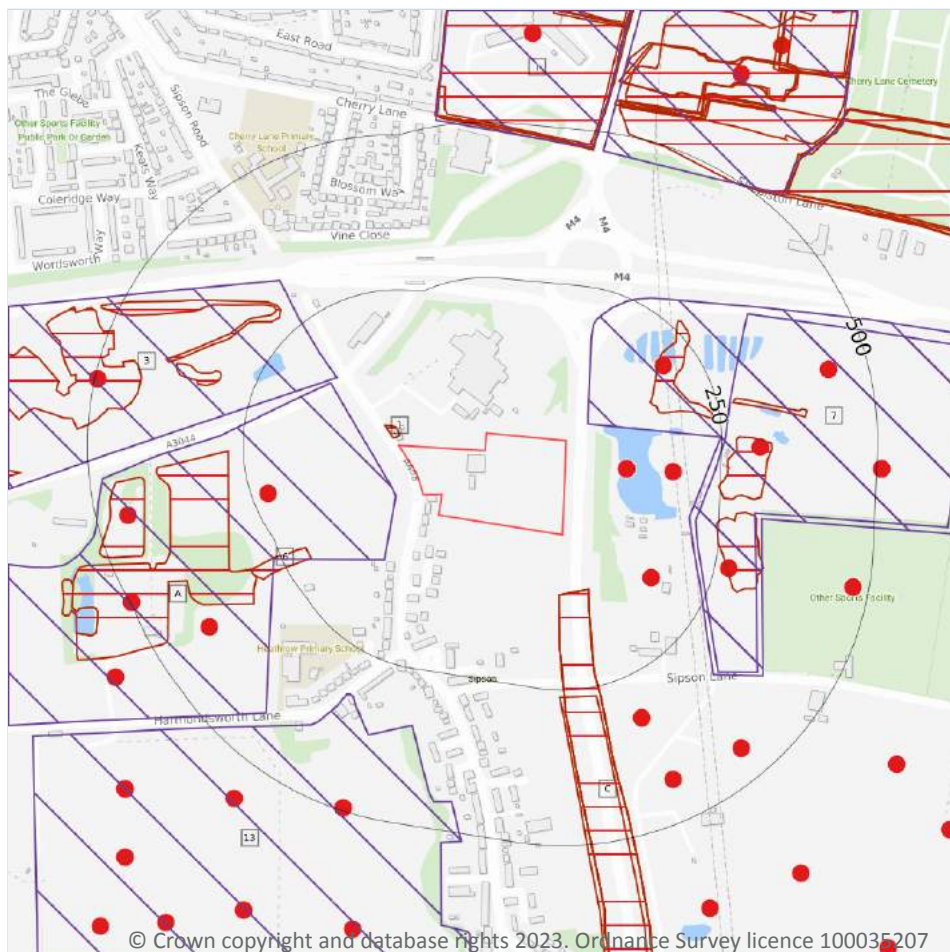 East Road
The Glebe
Sipson Road
Cherry Lane
Cherry Lane Cemetery
Other Sports Facility
Public Park Or Garden
Cherry Lane Primary
School
Keats Way
Blossom Way
Coleridge Way
Vine Close
Wordsworth Way
M4
M4
M4
500
3
250
7
A3044
A
Other Sports Facility
Heathrow Primary School
Sipson
Sipson Lane
Harmondsworth Lane
C
13
© Crown copyright and database rights 2023. Ordnance Survey licence 100035207